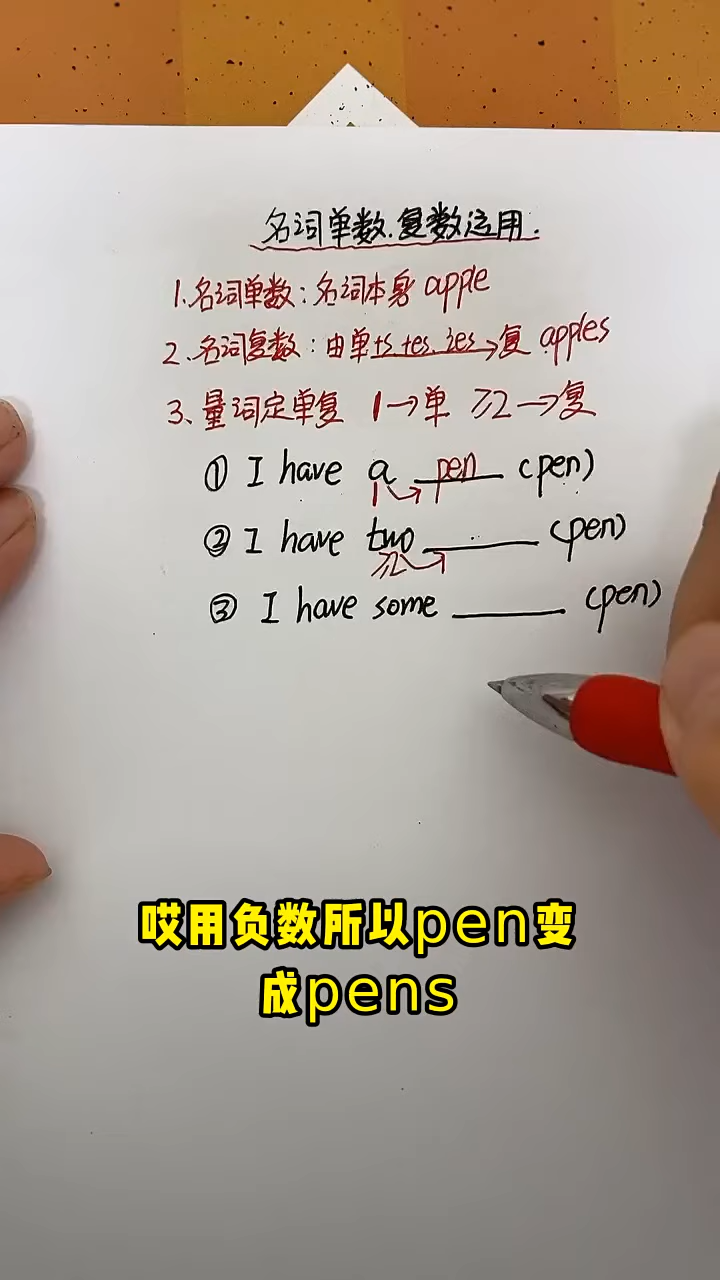 名词单数.复数运用.
1.名词单数:名词本身 apple
2.名词复数:由单+s +es. ies→复 apples
3.量词定单复 1→单 ≥2→复
① I have a pen (pen)
1
② I have two ______ (pen)
≥2
③ I have some ______ (pen)
哎用负数所以pen变
成pens